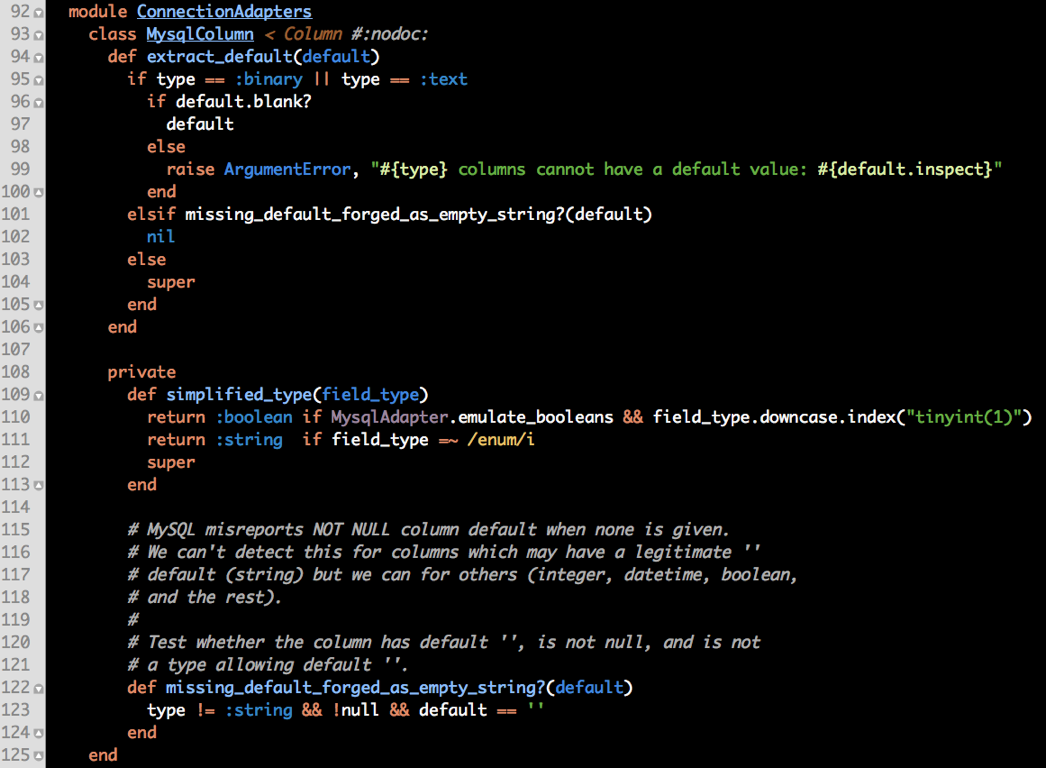 92 module ConnectionAdapters
93 class MysqlColumn < Column #:nodoc:
94 def extract_default(default)
95 if type == :binary || type == :text
96 if default.blank?
97 default
98 else
99 raise ArgumentError, "#{type} columns cannot have a default value: #{default.inspect}"
100 end
101 elsif missing_default_forged_as_empty_string?(default)
102 nil
103 else
104 super
105 end
106 end
107
108 private
109 def simplified_type(field_type)
110 return :boolean if MysqlAdapter.emulate_booleans && field_type.downcase.index("tinyint(1)")
111 return :string  if field_type =~ /enum/i
112 super
113 end
114
115 # MySQL misreports NOT NULL column default when none is given.
116 # We can't detect this for columns which may have a legitimate ''
117 # default (string) but we can for others (integer, datetime, boolean,
118 # and the rest).
119 #
120 # Test whether the column has default '', is not null, and is not
121 # a type allowing default ''.
122 def missing_default_forged_as_empty_string?(default)
123 type != :string && !null && default == ''
124 end
125 end